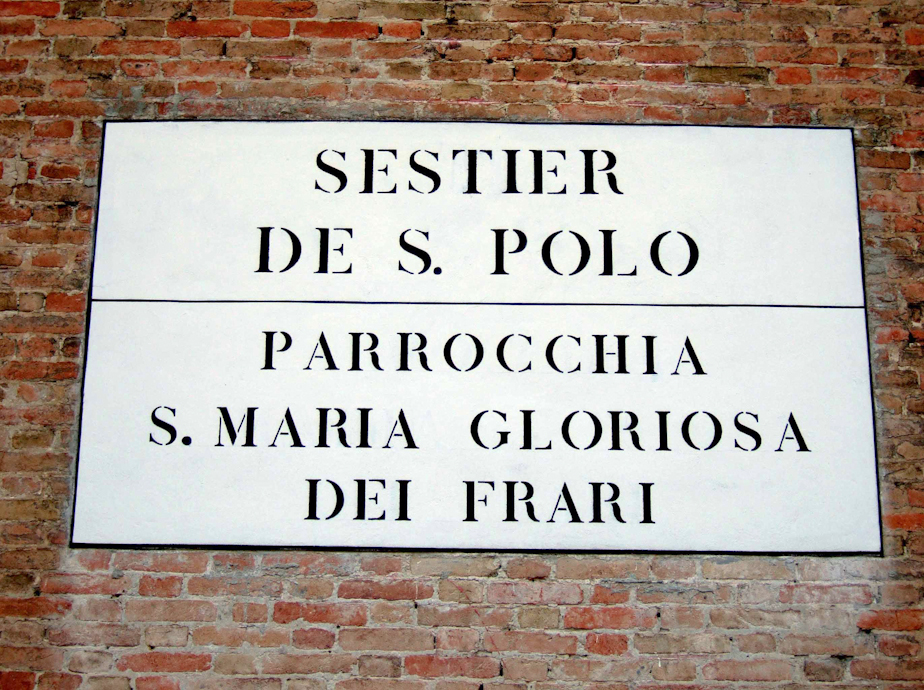 SESTIER
DE S. POLO
PARROCCHIA
S. MARIA GLORIOSA
DEI FRARI